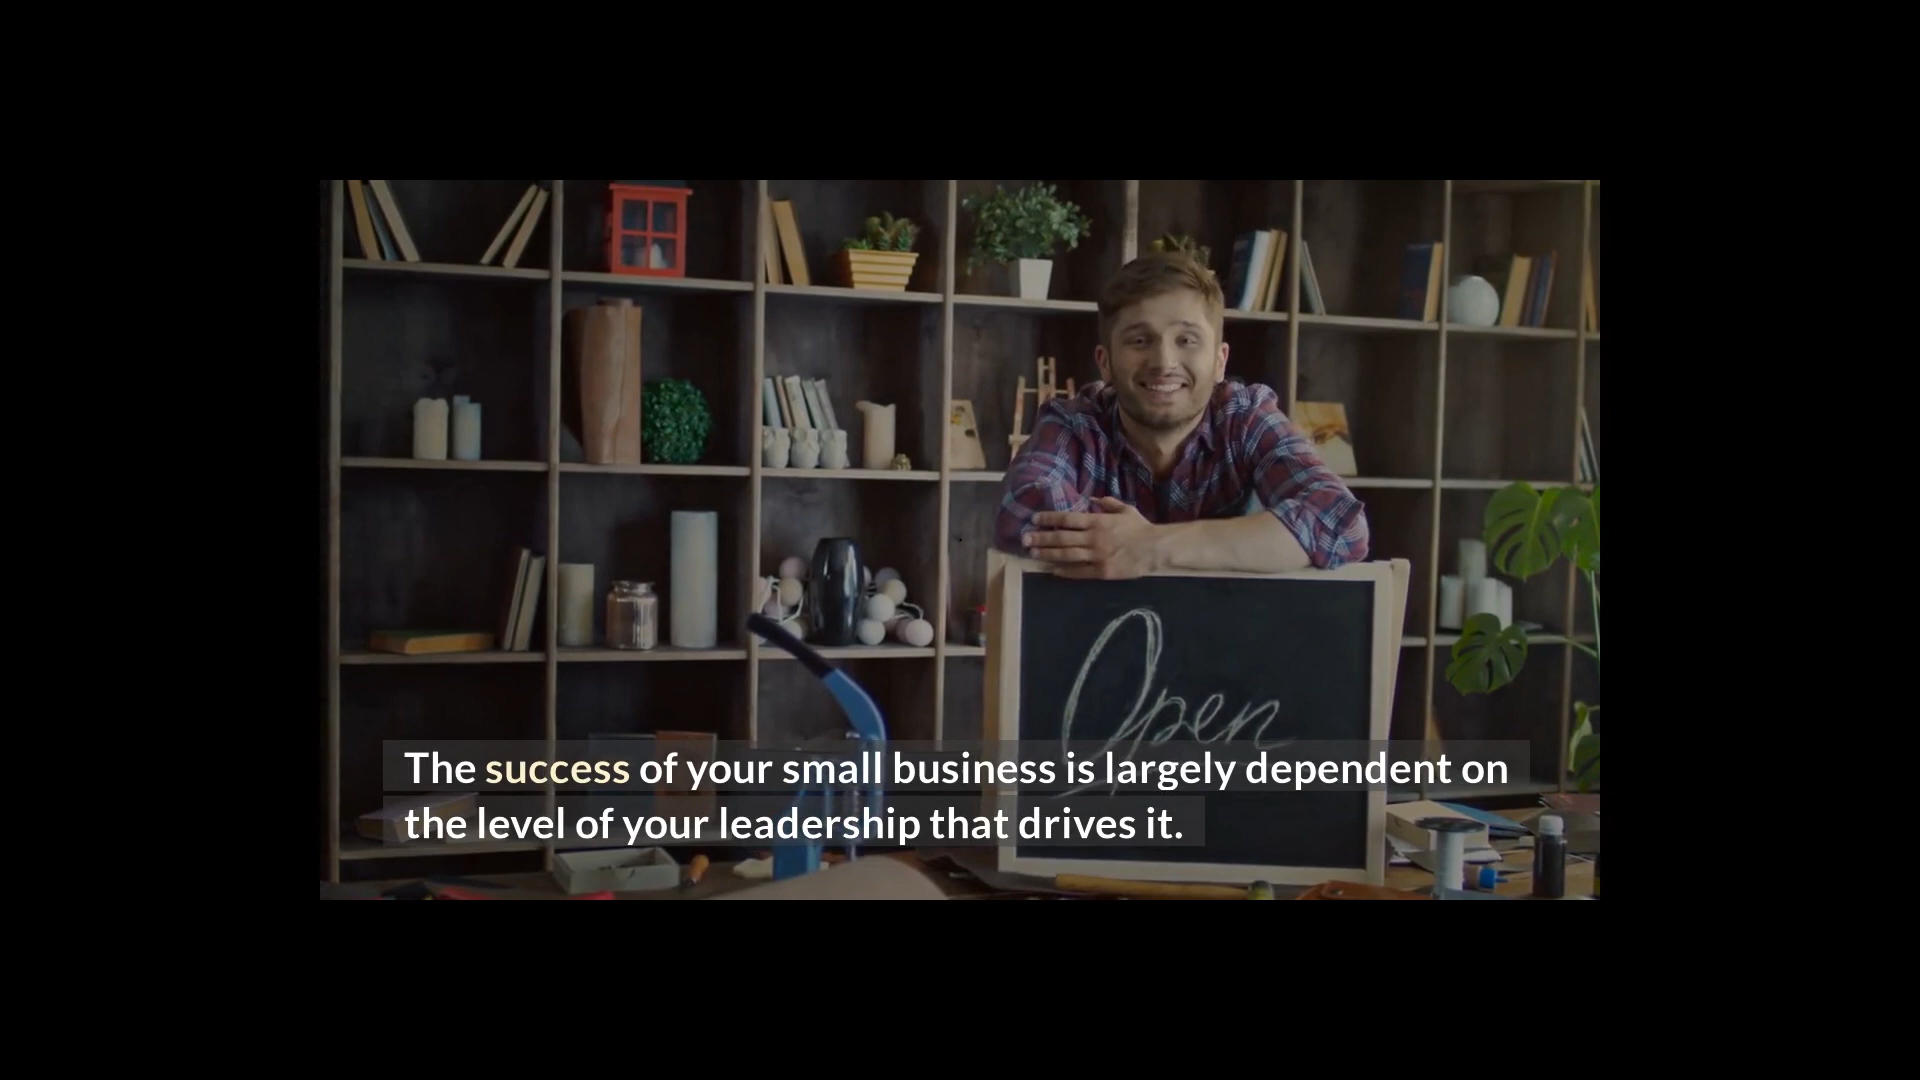 Open
The success of your small business is largely dependent on
the level of your leadership that drives it.